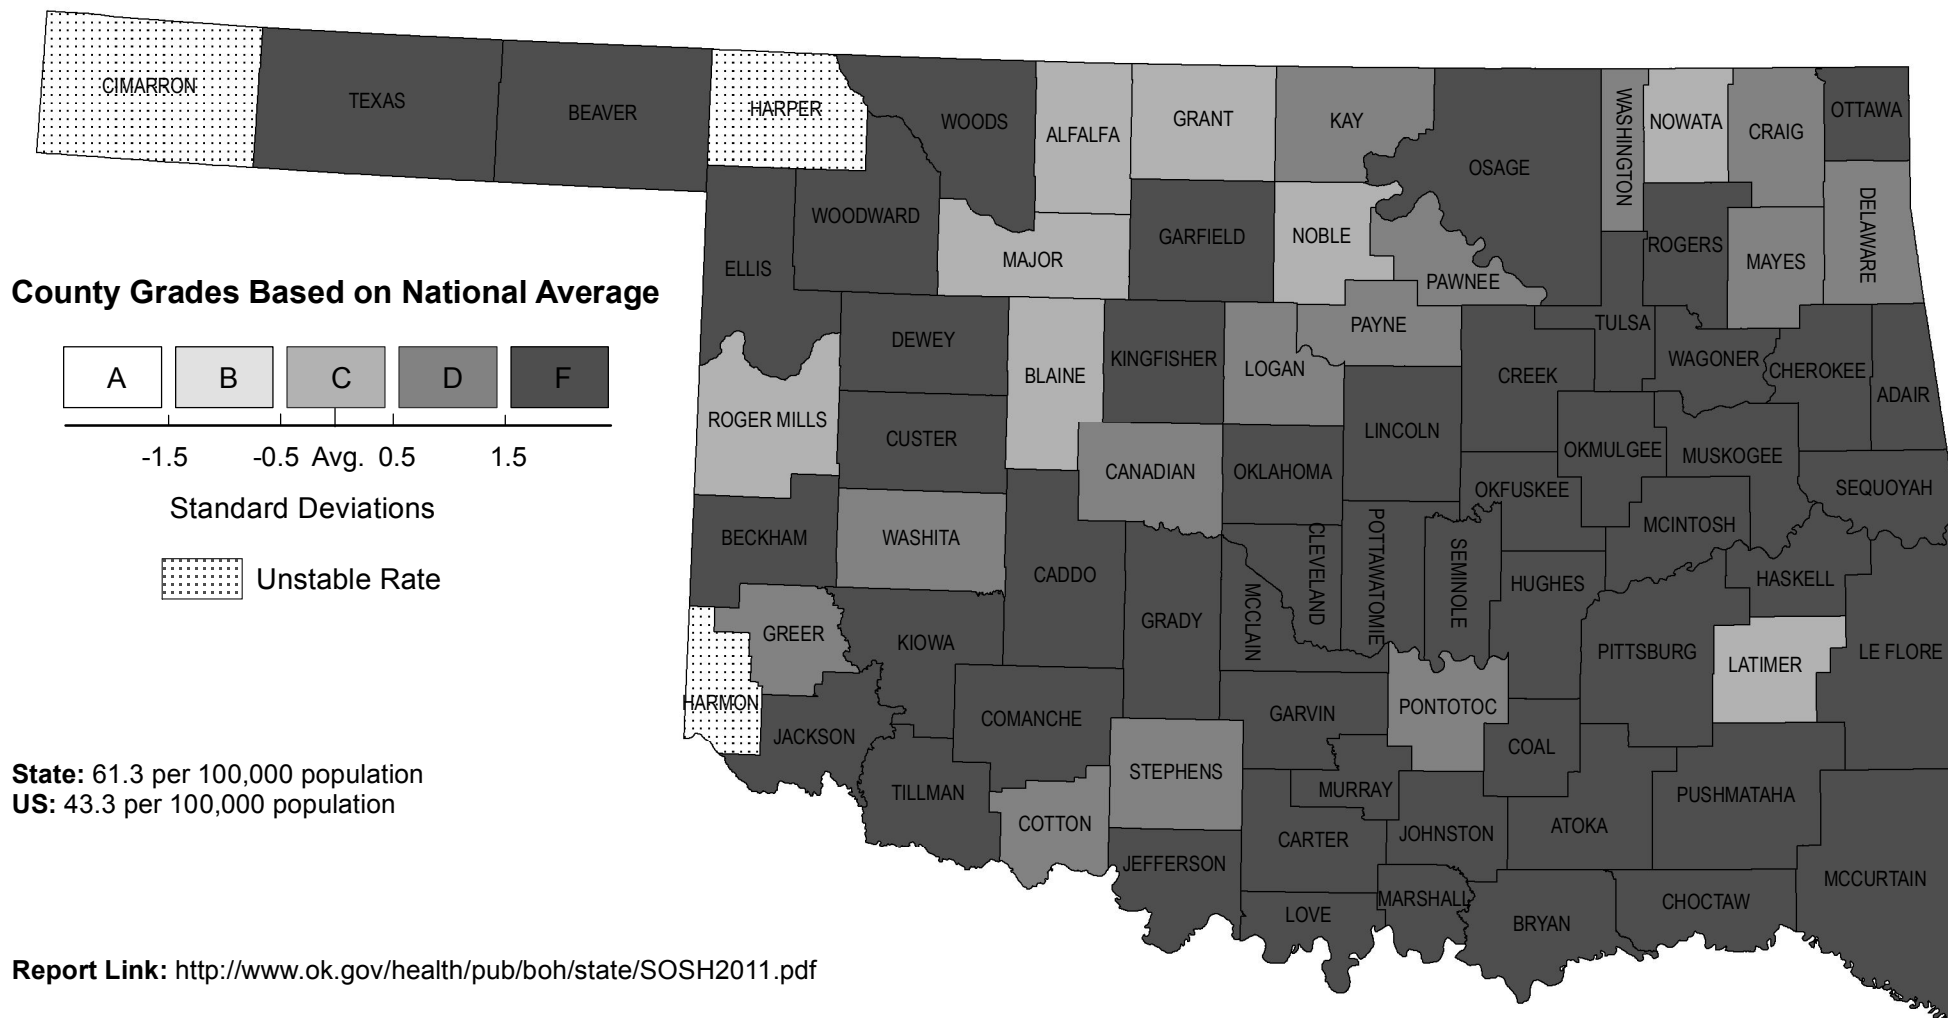 CIMARRON
TEXAS
BEAVER
HARPER
WOODS
ALFALFA
GRANT
KAY
OSAGE
WASHINGTON
NOWATA
CRAIG
OTTAWA
ELLIS
WOODWARD
MAJOR
GARFIELD
NOBLE
PAWNEE
ROGERS
MAYES
DELAWARE
County Grades Based on National Average
A B C D F
-1.5 -0.5 Avg. 0.5 1.5
Standard Deviations
Unstable Rate
DEWEY
BLAINE
KINGFISHER
LOGAN
PAYNE
CREEK
TULSA
WAGONER
CHEROKEE
ADAIR
ROGER MILLS
CUSTER
CANADIAN
OKLAHOMA
LINCOLN
OKMULGEE
MUSKOGEE
SEQUOYAH
OKFUSKEE
MCINTOSH
BECKHAM
WASHITA
CADDO
GRADY
MCCLAIN
CLEVELAND
POTTAWATOMIE
SEMINOLE
HUGHES
HASKELL
GREER
KIOWA
PITTSBURG
LATIMER
LE FLORE
HARMON
JACKSON
COMANCHE
STEPHENS
GARVIN
PONTOTOC
COAL
TILLMAN
COTTON
MURRAY
CARTER
JOHNSTON
ATOKA
PUSHMATAHA
JEFFERSON
LOVE
MARSHALL
BRYAN
CHOCTAW
MCCURTAIN
State: 61.3 per 100,000 population
US: 43.3 per 100,000 population
Report Link: http://www.ok.gov/health/pub/boh/state/SOSH2011.pdf